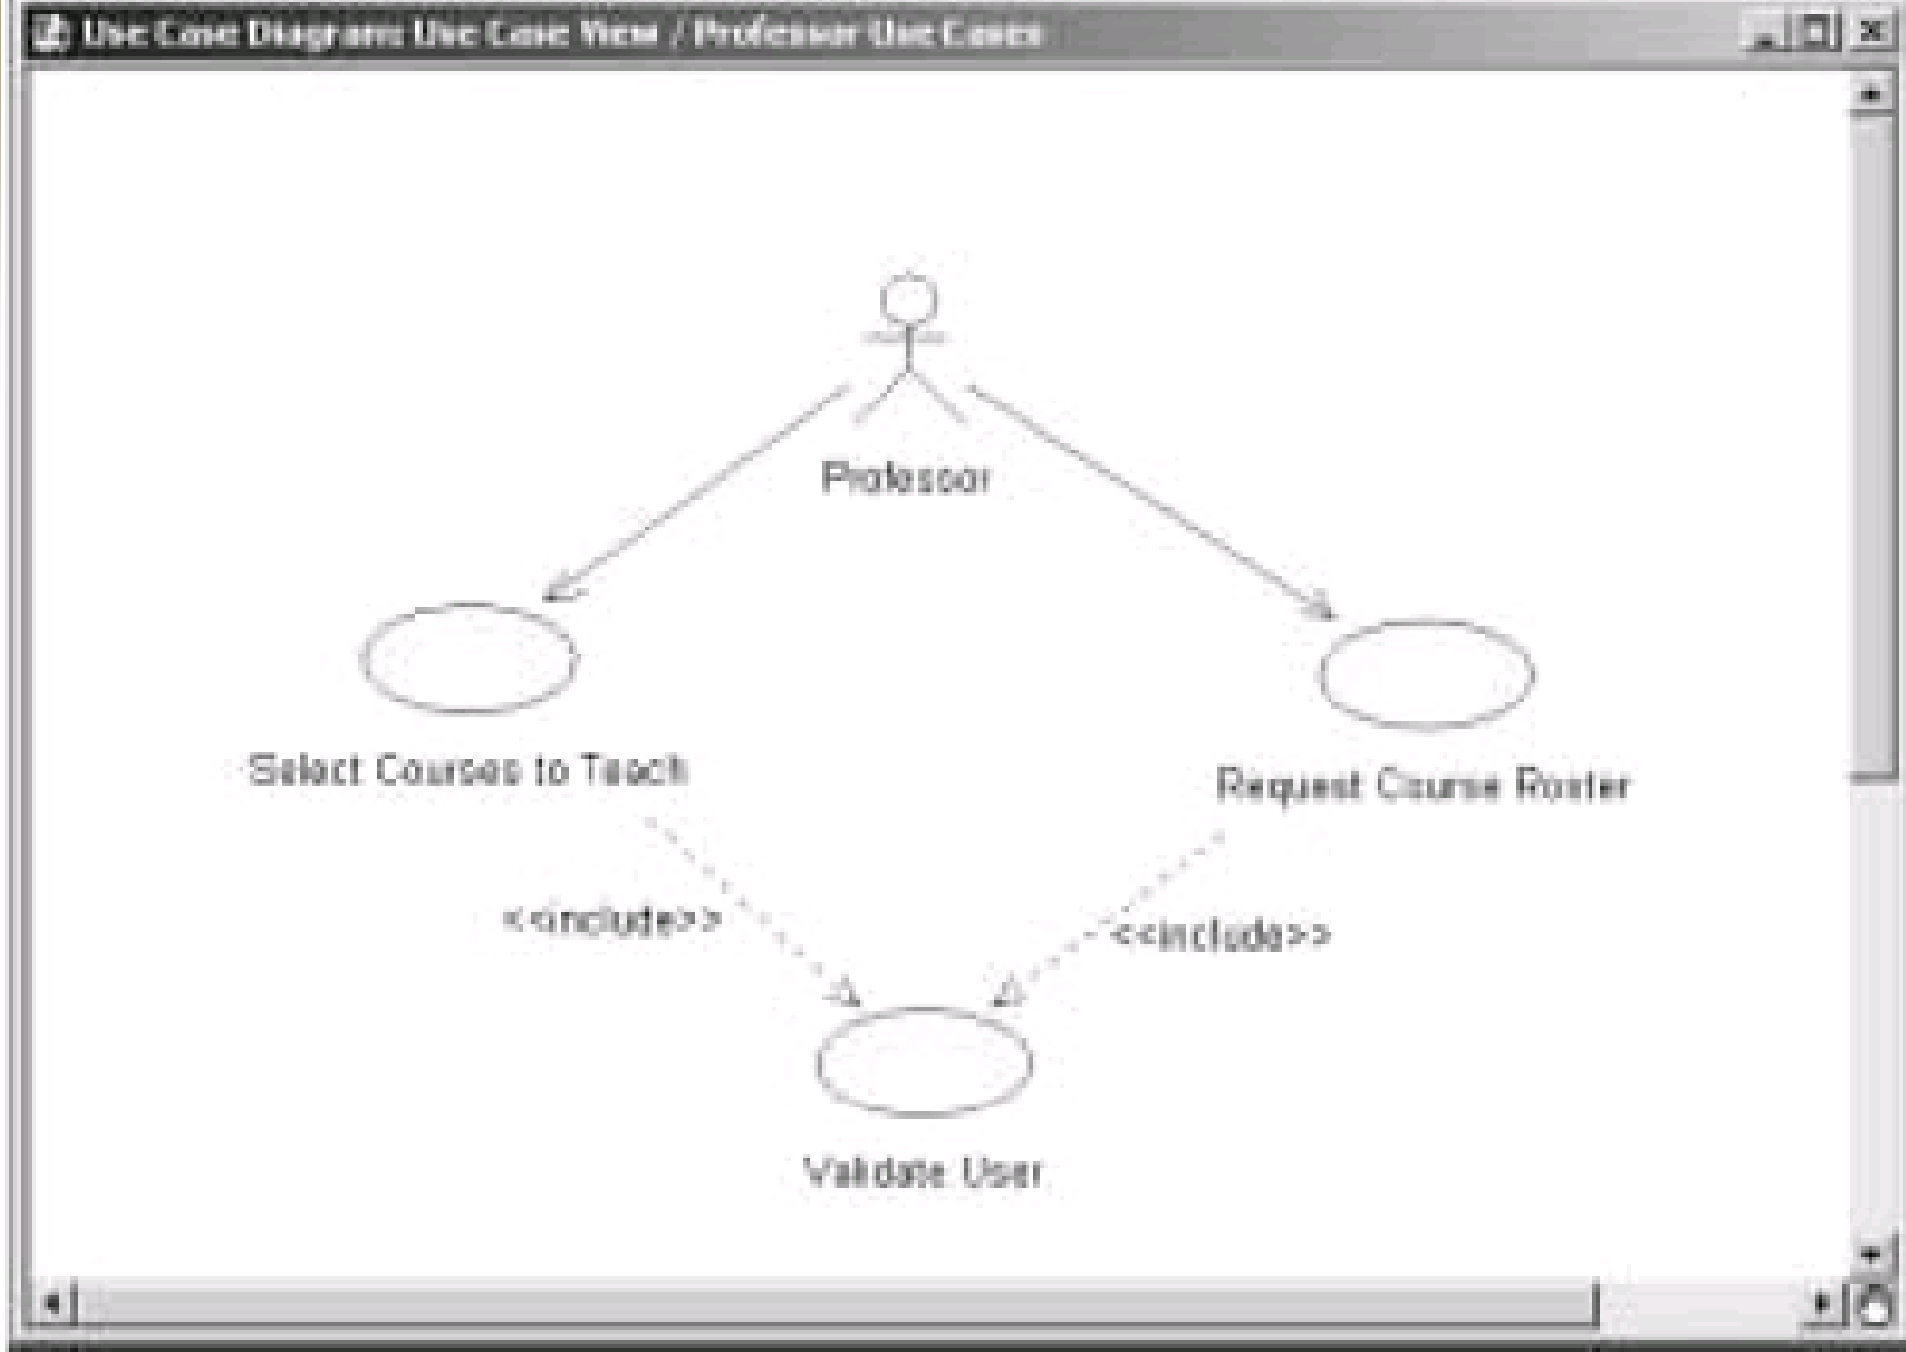 Use Case Diagram: Use Case View / Professor Use Cases
Professor
Select Courses to Teach
Request Course Roster
<<include>>
<<include>>
Validate User